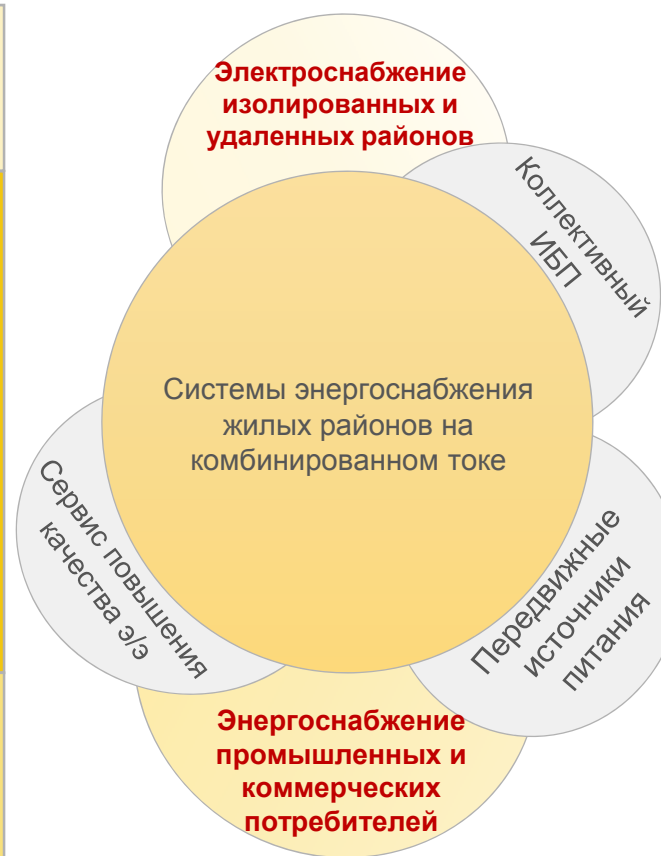 Электроснабжение
изолированных и
удаленных районов
Коллективный
ИБП
Системы энергоснабжения
жилых районов на
комбинированном токе
Сервис повышения
качества э/э
Передвижные
источники
питания
Энергоснабжение
промышленных и
коммерческих
потребителей